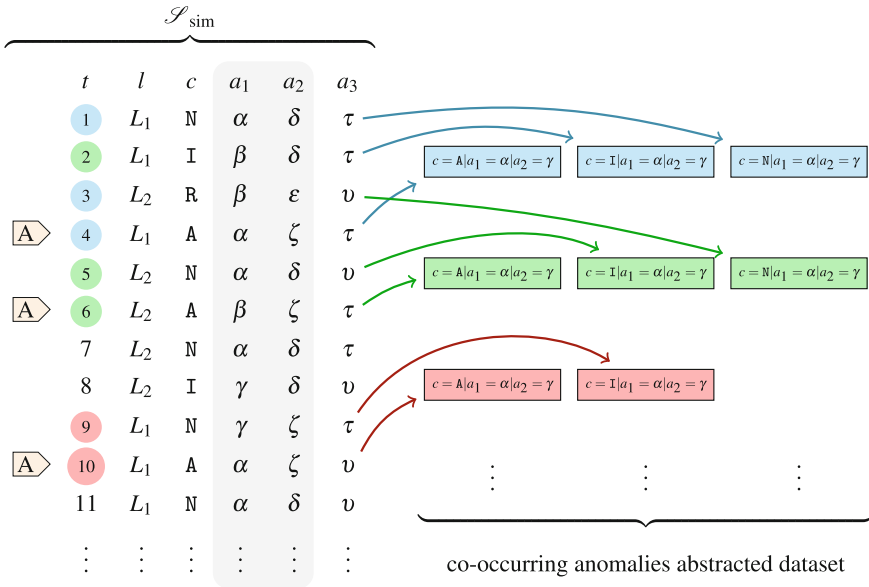 𝒮sim
t l c a1 a2 a3
1 L1 N α δ τ
2 L1 I β δ τ
c = A|a1 = α|a2 = γ c = I|a1 = α|a2 = γ c = N|a1 = α|a2 = γ
3 L2 R β ε υ
A 4 L1 A α ζ τ
5 L2 N α δ υ
c = A|a1 = α|a2 = γ c = I|a1 = α|a2 = γ c = N|a1 = α|a2 = γ
A 6 L2 A β ζ τ
7 L2 N α δ τ
8 L2 I γ δ υ
c = A|a1 = α|a2 = γ c = I|a1 = α|a2 = γ
9 L1 N γ ζ τ
A 10 L1 A α ζ υ
⋮ ⋮ ⋮
11 L1 N α δ υ
⋮ ⋮ ⋮ ⋮ ⋮ ⋮
co-occurring anomalies abstracted dataset